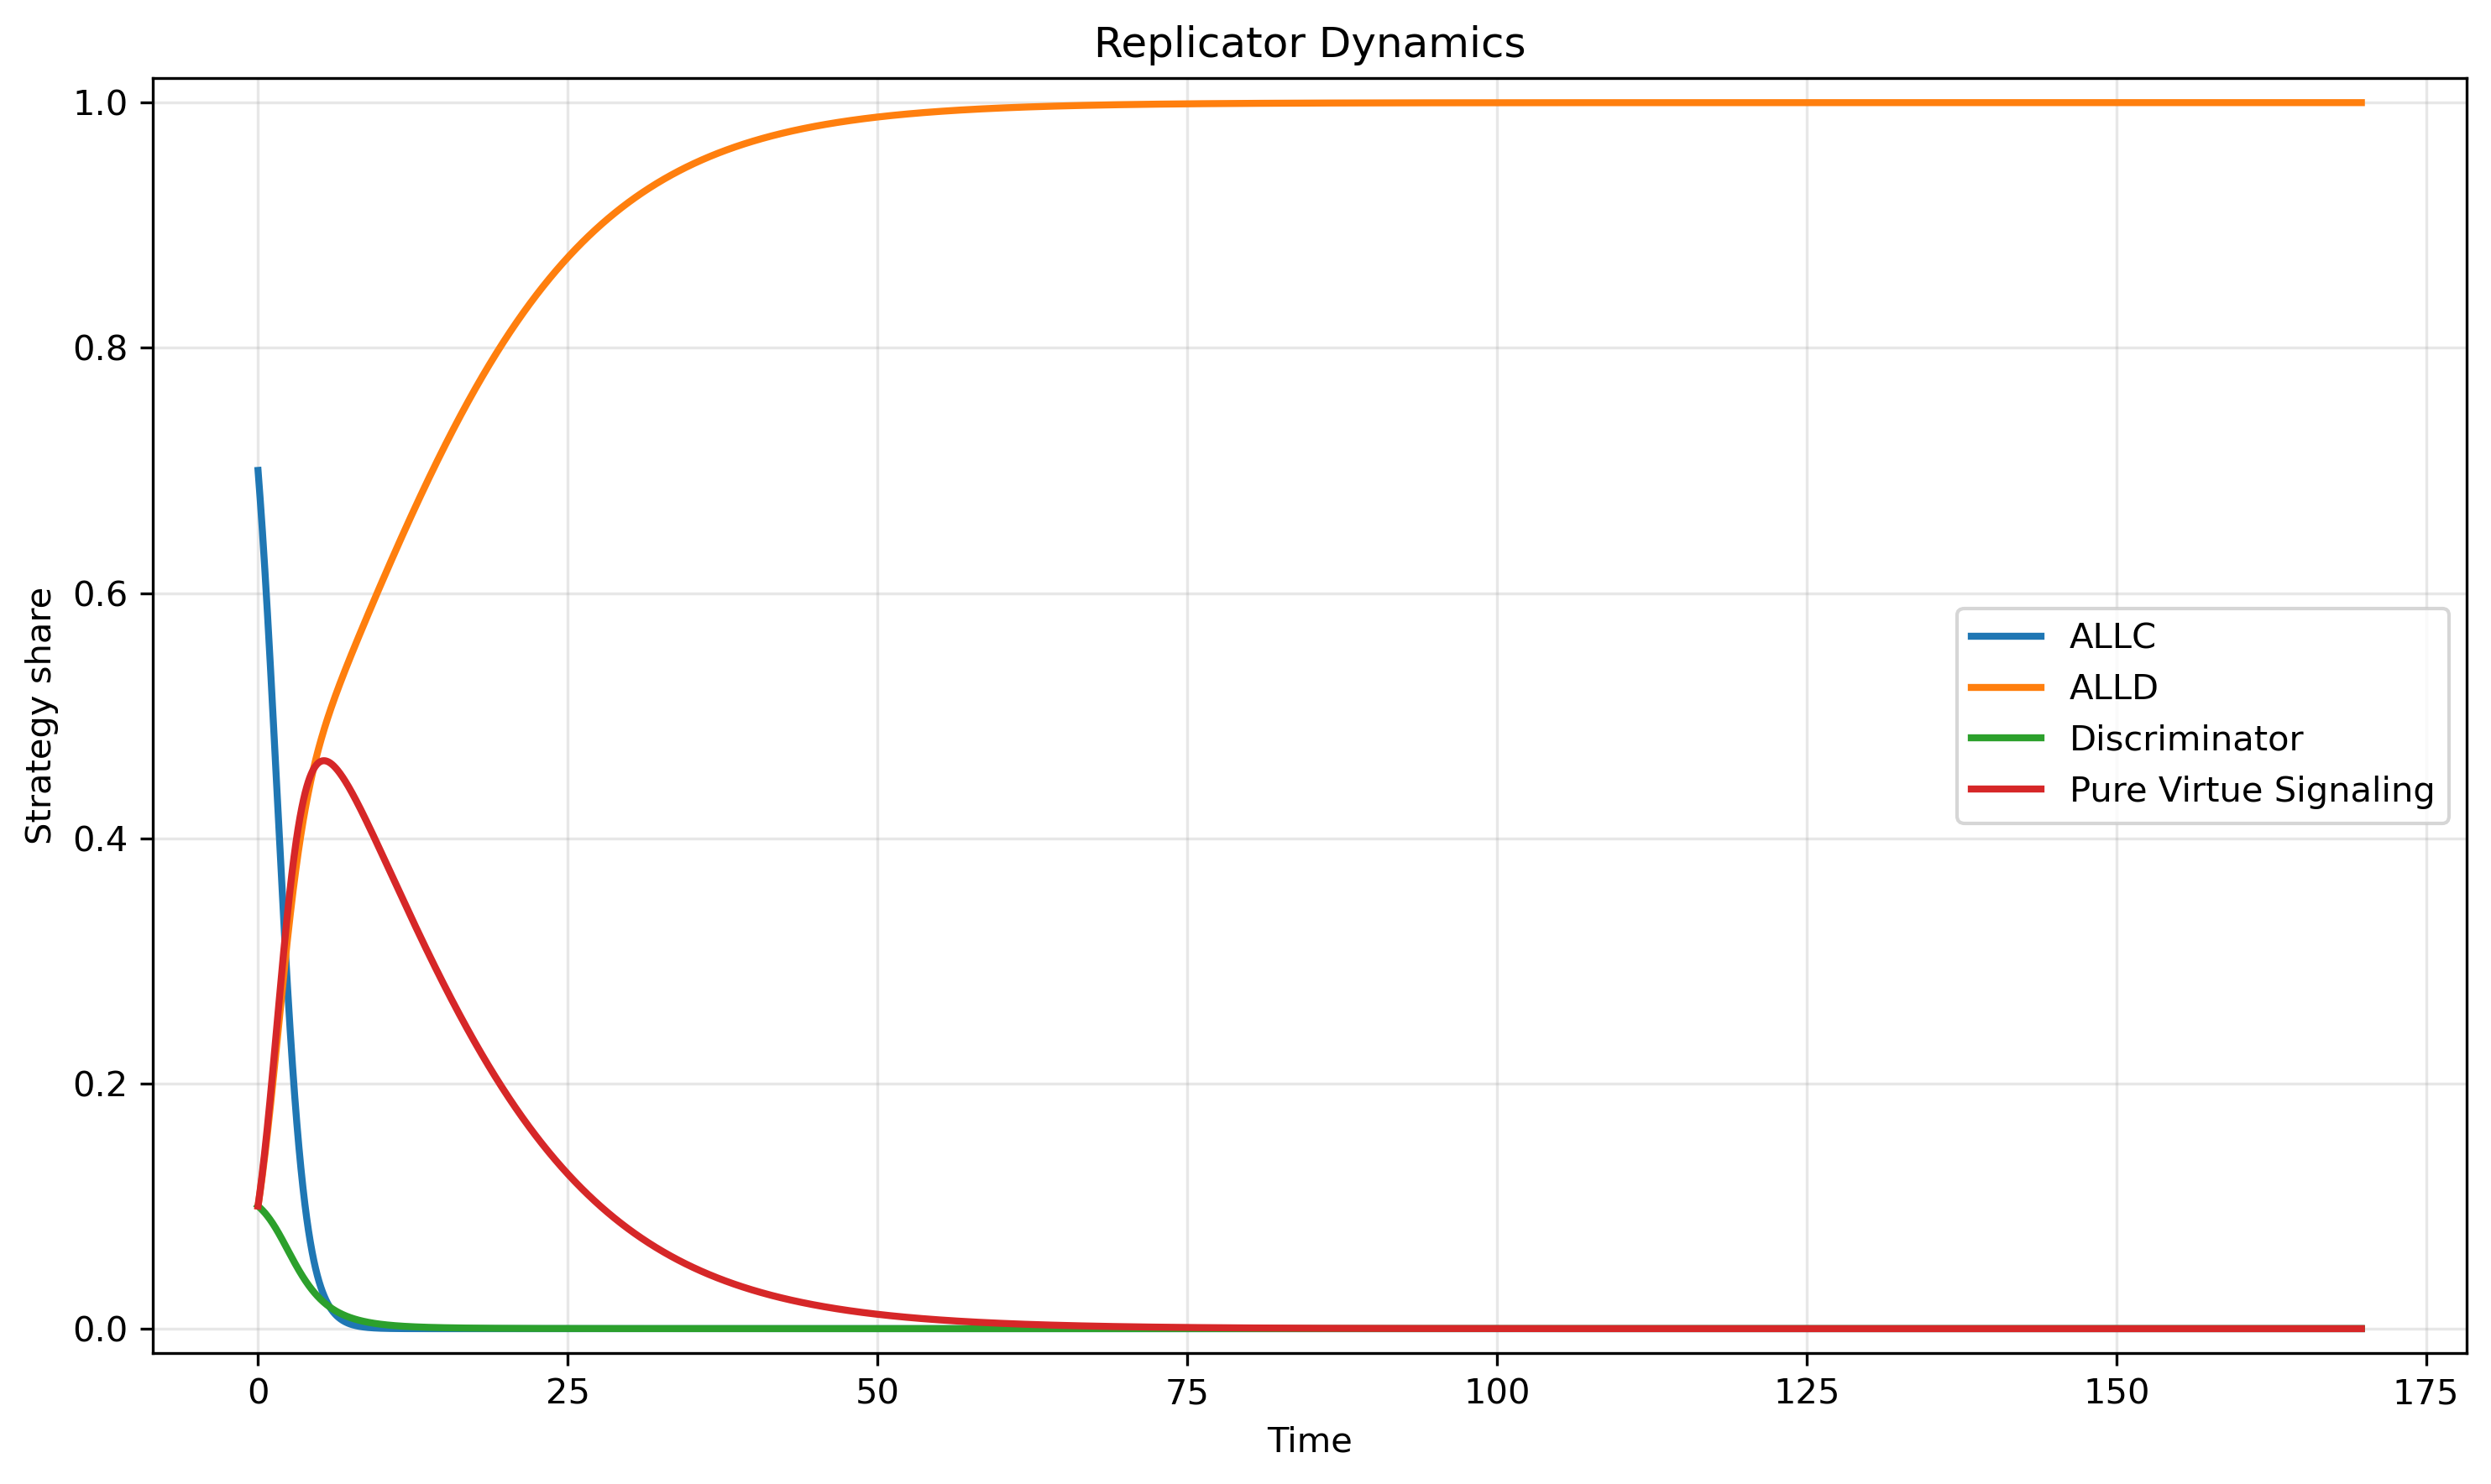 Replicator Dynamics
Strategy share
1.0
0.8
0.6
0.4
0.2
0.0
ALLC
ALLD
Discriminator
Pure Virtue Signaling
0 25 50 75 100 125 150 175
Time